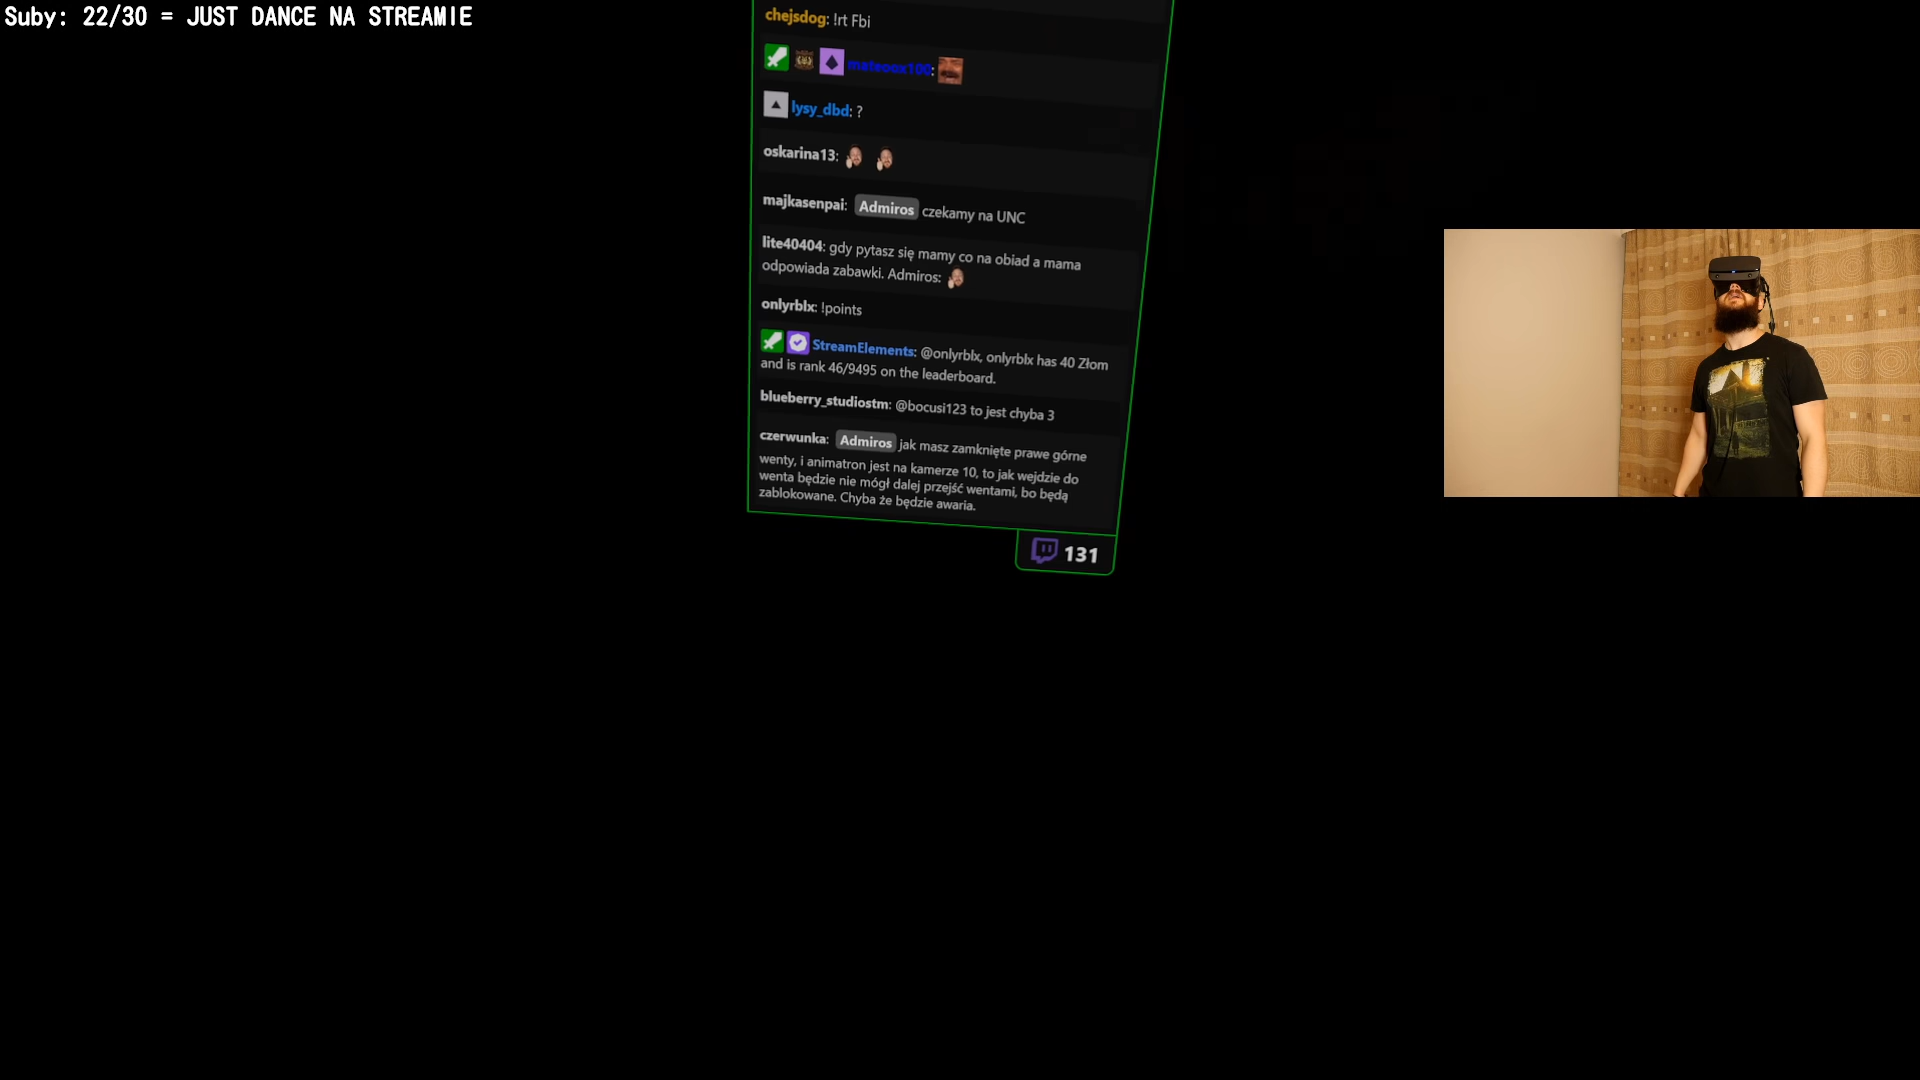 Suby: 22/30 = JUST DANCE NA STREAMIE
chejsdog: !rt Fbi
mateoox100:
lysy_dbd: ?
oskarina13:
majkasenpai: Admiros czekamy na UNC
lite40404: gdy pytasz się mamy co na obiad a mama
odpowiada zabawki. Admiros:
onlyrblx: !points
StreamElements: @onlyrblx, onlyrblx has 40 Złom
and is rank 46/9495 on the leaderboard.
blueberry_studiostm: @bocusi123 to jest chyba 3
czerwunka: Admiros jak masz zamknięte prawe górne
wenty, i animatron jest na kamerze 10, to jak wejdzie do
wenta będzie nie mógł dalej przejść wentami, bo będą
zablokowane. Chyba że będzie awaria.
131